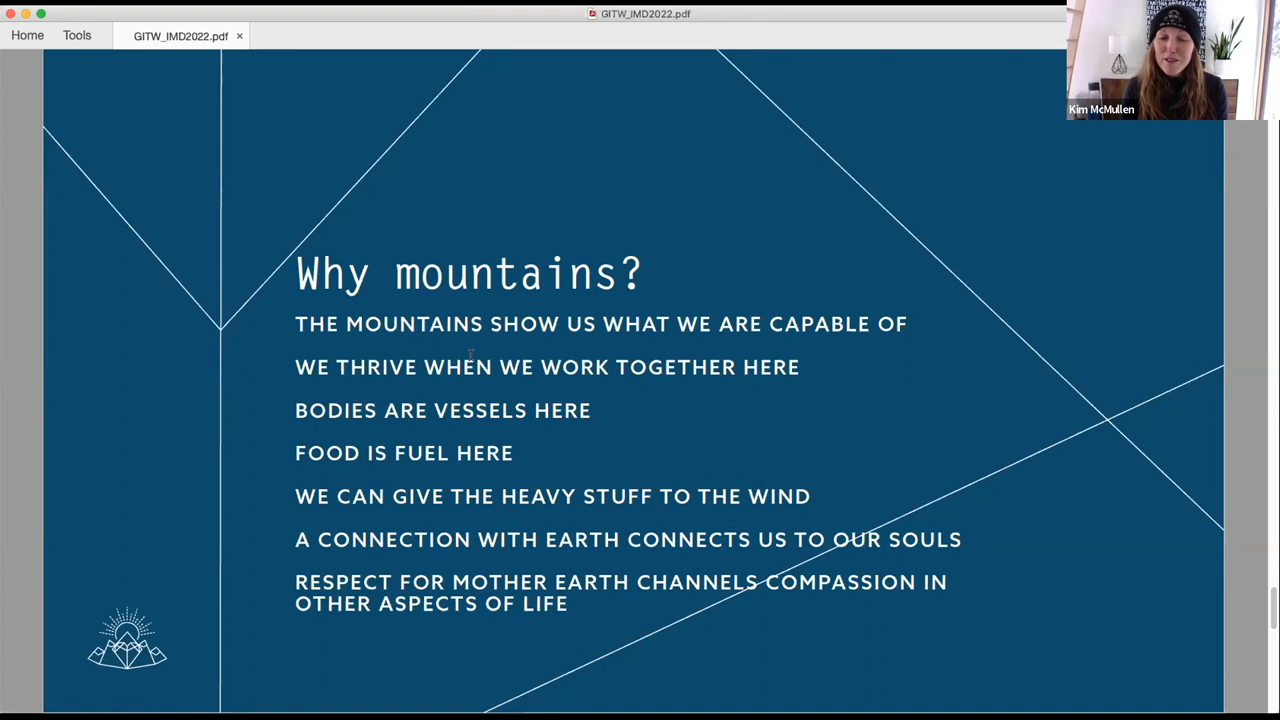 GITW_IMD2022.pdf
Home Tools GITW_IMD2022.pdf ×
Kim McMullen
Why mountains?
THE MOUNTAINS SHOW US WHAT WE ARE CAPABLE OF
WE THRIVE WHEN WE WORK TOGETHER HERE
BODIES ARE VESSELS HERE
FOOD IS FUEL HERE
WE CAN GIVE THE HEAVY STUFF TO THE WIND
A CONNECTION WITH EARTH CONNECTS US TO OUR SOULS
RESPECT FOR MOTHER EARTH CHANNELS COMPASSION IN
OTHER ASPECTS OF LIFE